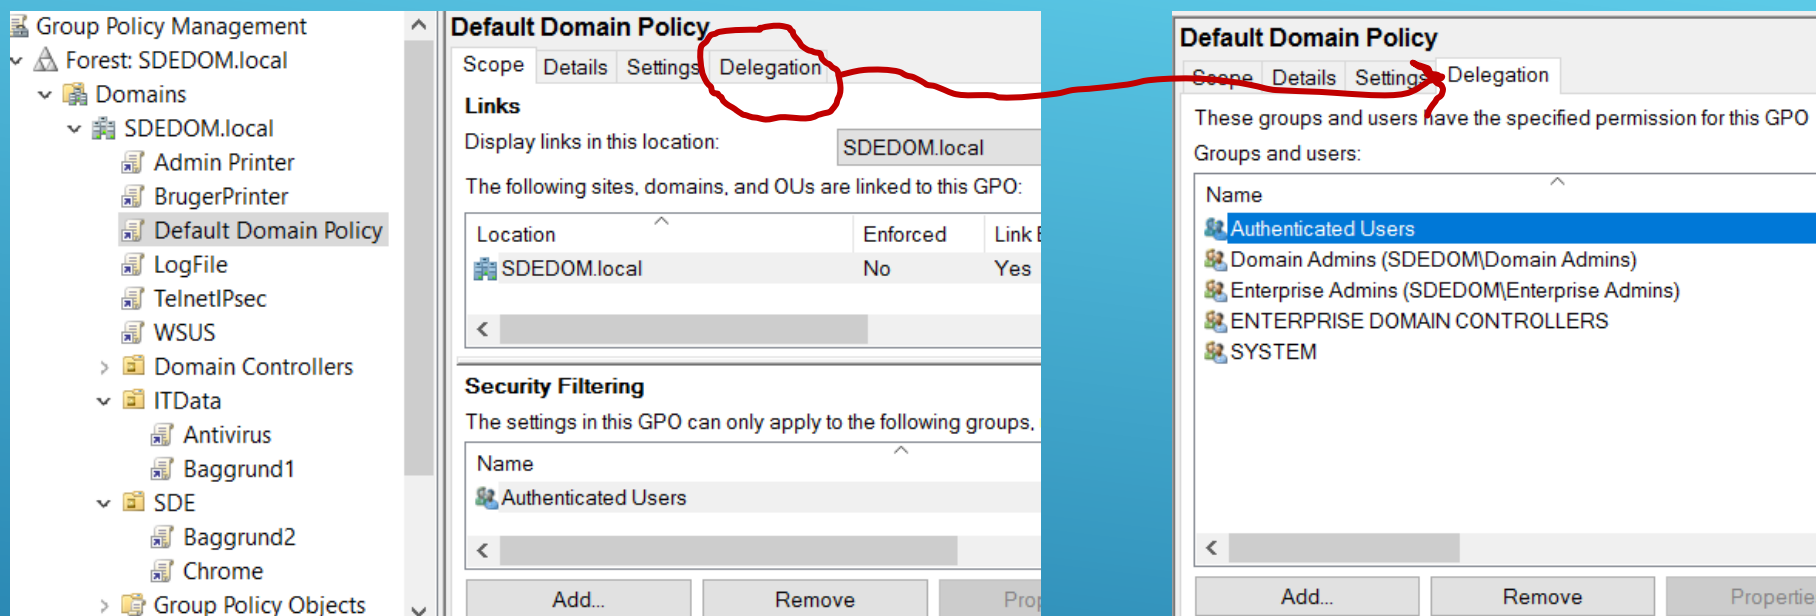 Group Policy Management
Forest: SDEDOM.local
Domains
SDEDOM.local
Admin Printer
BrugerPrinter
Default Domain Policy
LogFile
TelnetIPsec
WSUS
Domain Controllers
ITData
Antivirus
Baggrund1
SDE
Baggrund2
Chrome
Group Policy Objects
Default Domain Policy
Scope Details Settings Delegation
Links
Display links in this location: SDEDOM.local
The following sites, domains, and OUs are linked to this GPO:
Location Enforced Link
SDEDOM.local No Yes
Security Filtering
The settings in this GPO can only apply to the following groups,
Name
Authenticated Users
Add... Remove
Default Domain Policy
Scope Details Settings Delegation
These groups and users have the specified permission for this GPO
Groups and users:
Name
Authenticated Users
Domain Admins (SDEDOM\Domain Admins)
Enterprise Admins (SDEDOM\Enterprise Admins)
ENTERPRISE DOMAIN CONTROLLERS
SYSTEM
Add... Remove